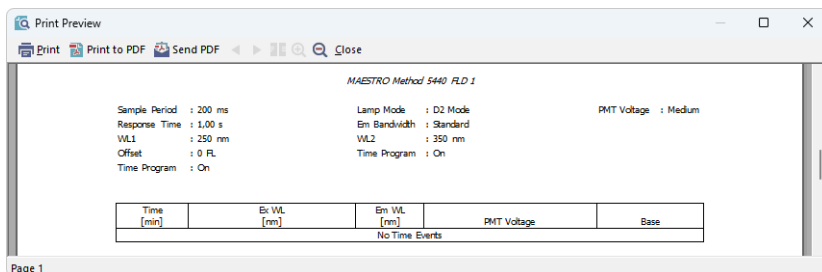 Print Preview
Print Print to PDF Send PDF Close
MAESTRO Method 5440 FLD 1
Sample Period : 200 ms Lamp Mode : D2 Mode PMT Voltage : Medium
Response Time : 1,00 s Em Bandwidth : Standard
WL1 : 250 nm WL2 : 350 nm
Offset : 0 FL Time Program : On
Time Program : On
Time Ex WL Em WL
[min] [nm] [nm] PMT Voltage Base
No Time Events
Page 1